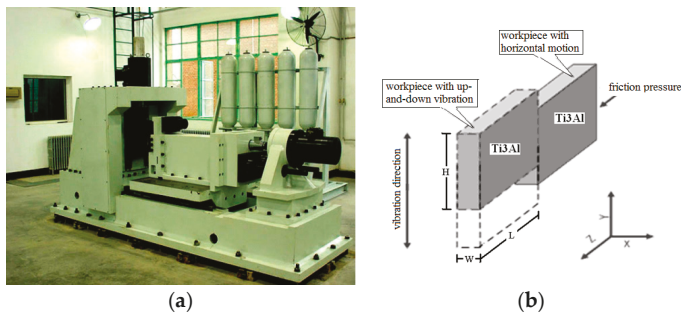 workpiece with
horizontal motion
workpiece with up-
and-down vibration
friction pressure
Ti3Al
Ti3Al
vibration direction
H
L
W
Y
Z
X
(a)
(b)